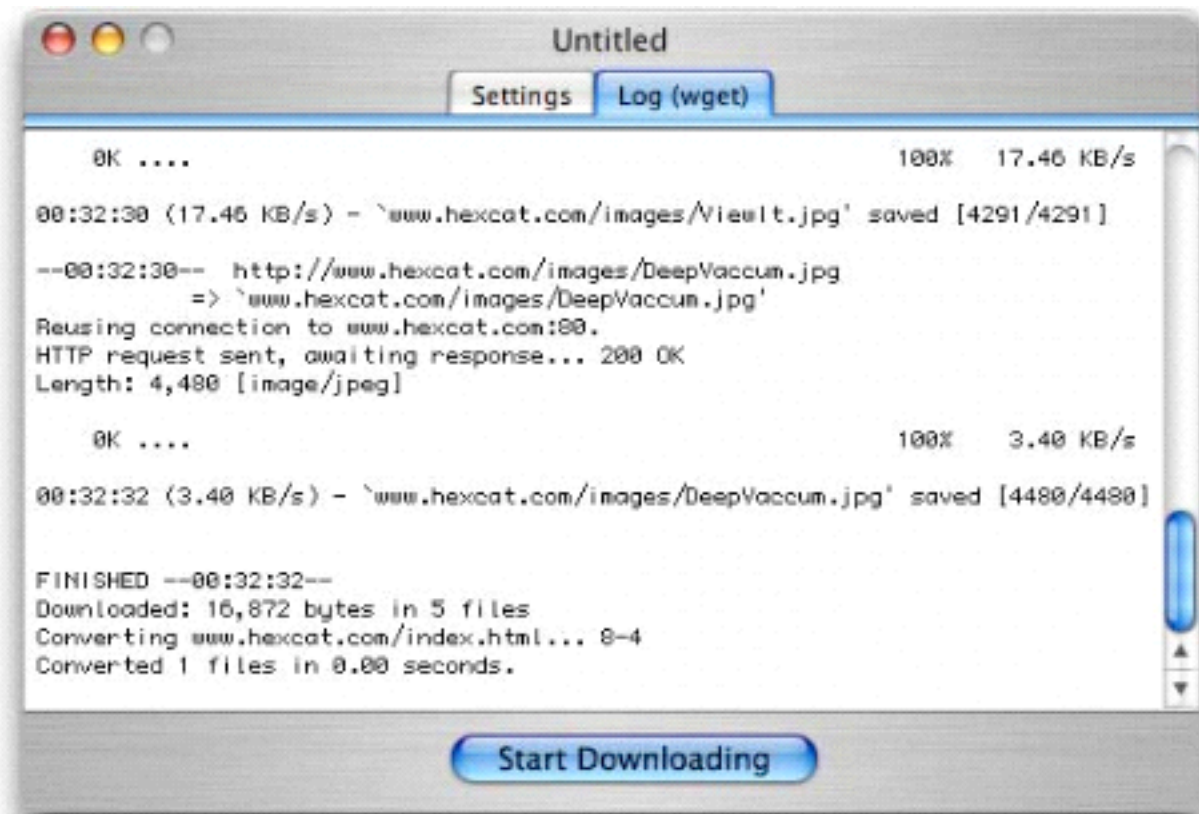 Untitled
Settings Log (wget)
0K .... 100% 17.46 KB/s
00:32:30 (17.46 KB/s) - `www.hexcat.com/images/ViewIt.jpg' saved [4291/4291]
--00:32:30-- http://www.hexcat.com/images/DeepVaccum.jpg
=> `www.hexcat.com/images/DeepVaccum.jpg'
Reusing connection to www.hexcat.com:80.
HTTP request sent, awaiting response... 200 OK
Length: 4,480 [image/jpeg]
0K .... 100% 3.40 KB/s
00:32:32 (3.40 KB/s) - `www.hexcat.com/images/DeepVaccum.jpg' saved [4480/4480]
FINISHED --00:32:32--
Downloaded: 16,872 bytes in 5 files
Converting www.hexcat.com/index.html... 8-4
Converted 1 files in 0.00 seconds.
Start Downloading